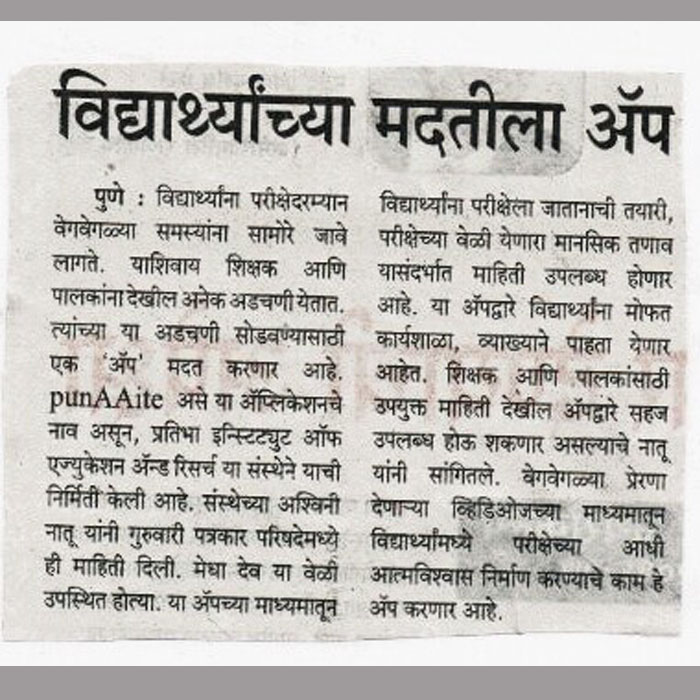 विद्यार्थ्यांच्या मदतीला ॲप
पुणे : विद्यार्थ्यांना परीक्षेदरम्यान
वेगवेगळ्या समस्यांना सामोरे जावे
लागते. याशिवाय शिक्षक आणि
पालकांना देखील अनेक अडचणी येतात.
त्यांच्या या अडचणी सोडवण्यासाठी
एक ‘ॲप’ मदत करणार आहे.
punAAite असे या ॲप्लिकेशनचे
नाव असून, प्रतिभा इन्स्टिट्युट ऑफ
एज्युकेशन ॲन्ड रिसर्च या संस्थेने याची
निर्मिती केली आहे. संस्थेच्या अश्विनी
नातू यांनी गुरुवारी पत्रकार परिषदेमध्ये
ही माहिती दिली. मेधा देव या वेळी
उपस्थित होत्या. या ॲपच्या माध्यमातून
विद्यार्थ्यांना परीक्षेला जातानाची तयारी,
परीक्षेच्या वेळी येणारा मानसिक तणाव
यासंदर्भात माहिती उपलब्ध होणार
आहे. या ॲपद्वारे विद्यार्थ्यांना मोफत
कार्यशाळा, व्याख्याने पाहता येणार
आहेत. शिक्षक आणि पालकांसाठी
उपयुक्त माहिती देखील ॲपद्वारे सहज
उपलब्ध होऊ शकणार असल्याचे नातू
यांनी सांगितले. वेगवेगळ्या प्रेरणा
देणाऱ्या व्हिडिओजच्या माध्यमातून
विद्यार्थ्यांमध्ये परीक्षेच्या आधी
आत्मविश्वास निर्माण करण्याचे काम हे
ॲप करणार आहे.